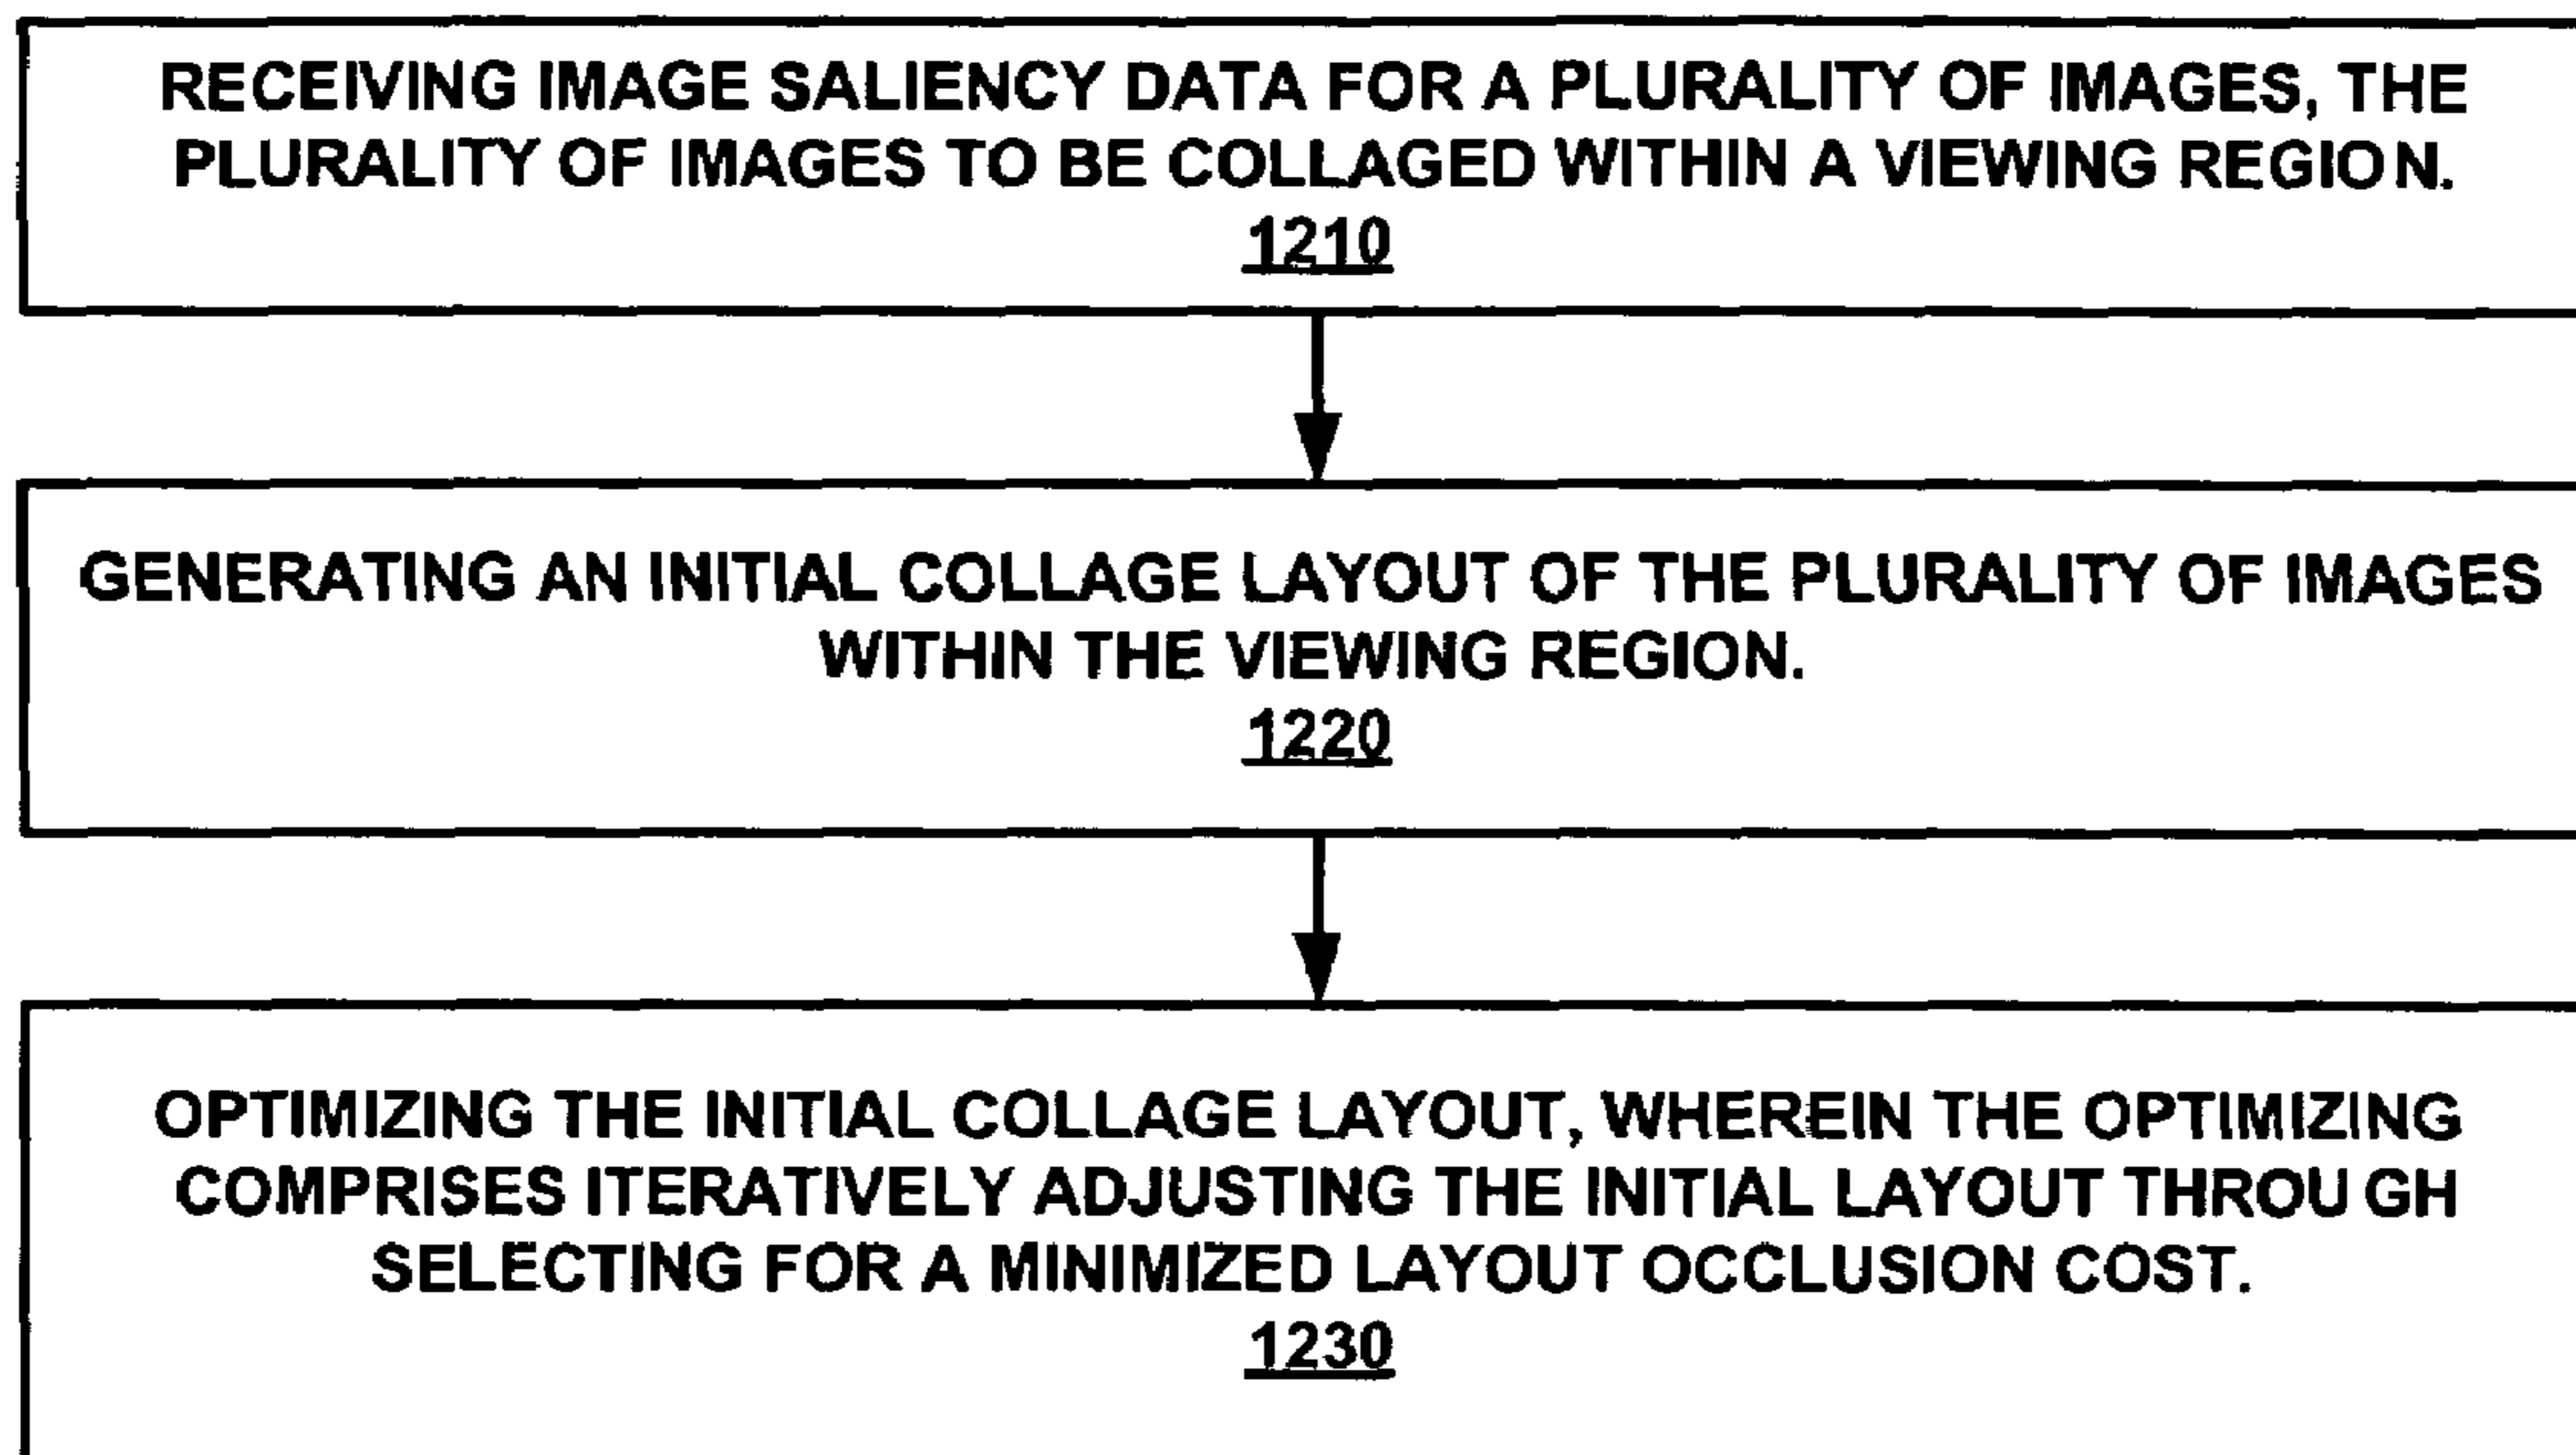 RECEIVING IMAGE SALIENCY DATA FOR A PLURALITY OF IMAGES, THE
PLURALITY OF IMAGES TO BE COLLAGED WITHIN A VIEWING REGION.
1210
GENERATING AN INITIAL COLLAGE LAYOUT OF THE PLURALITY OF IMAGES
WITHIN THE VIEWING REGION.
1220
OPTIMIZING THE INITIAL COLLAGE LAYOUT, WHEREIN THE OPTIMIZING
COMPRISES ITERATIVELY ADJUSTING THE INITIAL LAYOUT THROUGH
SELECTING FOR A MINIMIZED LAYOUT OCCLUSION COST.
1230